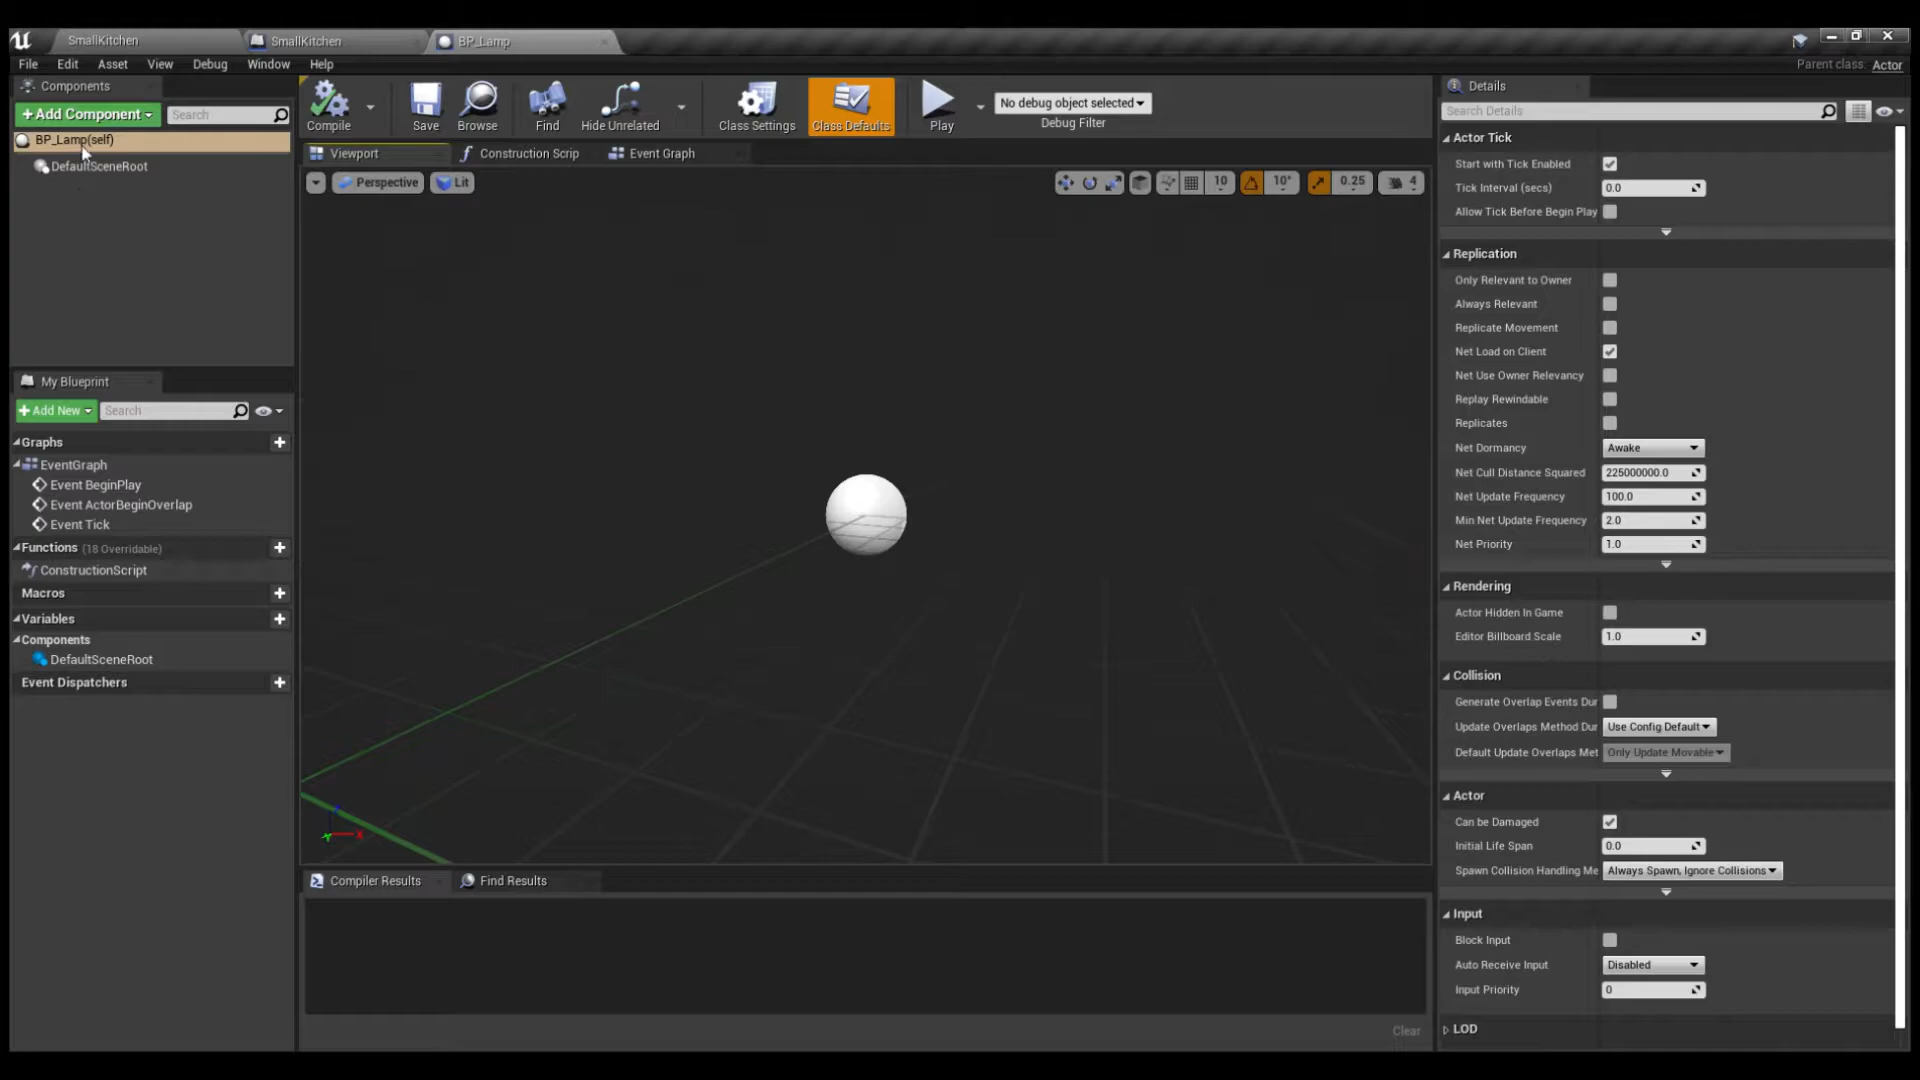 SmallKitchen
SmallKitchen
BP_Lamp
File Edit Asset View Debug Window Help
Parent class: Actor
Components
+Add Component
Search
BP_Lamp(self)
DefaultSceneRoot
Compile
Save
Browse
Find
Hide Unrelated
Class Settings
Class Defaults
Play
No debug object selected
Debug Filter
Viewport
Construction Scrip
Event Graph
Perspective
Lit
10
10°
0.25
4
X
My Blueprint
+Add New
Search
Graphs
EventGraph
Event BeginPlay
Event ActorBeginOverlap
Event Tick
Functions (18 Overridable)
ConstructionScript
Macros
Variables
Components
DefaultSceneRoot
Event Dispatchers
Compiler Results
Find Results
Clear
Details
Search Details
Actor Tick
Start with Tick Enabled
Tick Interval (secs) 0.0
Allow Tick Before Begin Play
Replication
Only Relevant to Owner
Always Relevant
Replicate Movement
Net Load on Client
Net Use Owner Relevancy
Replay Rewindable
Replicates
Net Dormancy Awake
Net Cull Distance Squared 225000000.0
Net Update Frequency 100.0
Min Net Update Frequency 2.0
Net Priority 1.0
Rendering
Actor Hidden In Game
Editor Billboard Scale 1.0
Collision
Generate Overlap Events Dur
Update Overlaps Method Dur Use Config Default
Default Update Overlaps Met Only Update Movable
Actor
Can be Damaged
Initial Life Span 0.0
Spawn Collision Handling Me Always Spawn, Ignore Collisions
Input
Block Input
Auto Receive Input Disabled
Input Priority 0
LOD